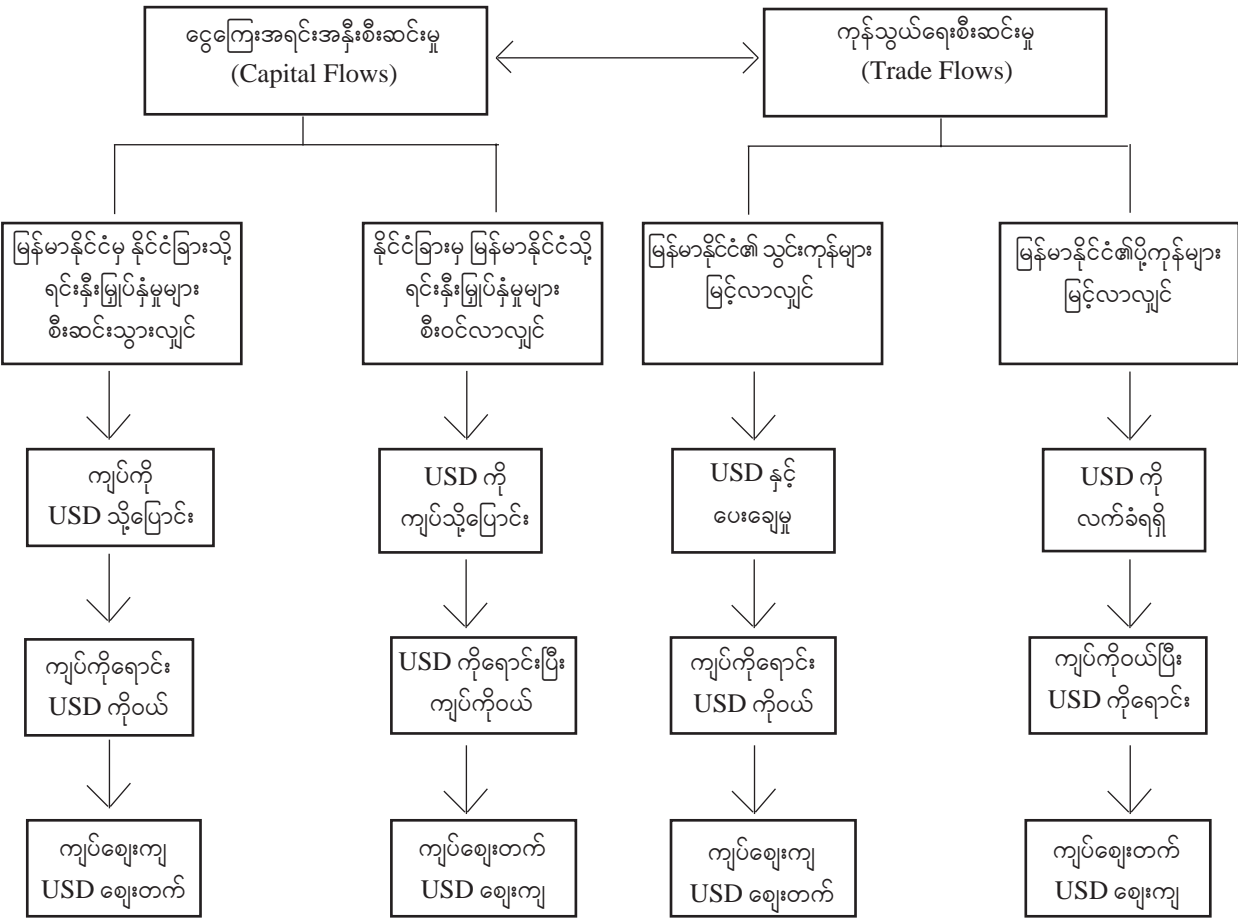 ငွေကြေးအရင်းအနှီးစီးဆင်းမှု
(Capital Flows)
ကုန်သွယ်ရေးစီးဆင်းမှု
(Trade Flows)
မြန်မာနိုင်ငံမှ နိုင်ငံခြားသို့
ရင်းနှီးမြှုပ်နှံမှုများ
စီးဆင်းသွားလျှင်
နိုင်ငံခြားမှ မြန်မာနိုင်ငံသို့
ရင်းနှီးမြှုပ်နှံမှုများ
စီးဝင်လာလျှင်
မြန်မာနိုင်ငံ၏ သွင်းကုန်များ
မြင့်လာလျှင်
မြန်မာနိုင်ငံ၏ပို့ကုန်များ
မြင့်လာလျှင်
ကျပ်ကို
USD သို့ပြောင်း
USD ကို
ကျပ်သို့ပြောင်း
USD နှင့်
ပေးချေမှု
USD ကို
လက်ခံရရှိ
ကျပ်ကိုရောင်း
USD ကိုဝယ်
USD ကိုရောင်းပြီး
ကျပ်ကိုဝယ်
ကျပ်ကိုရောင်း
USD ကိုဝယ်
ကျပ်ကိုဝယ်ပြီး
USD ကိုရောင်း
ကျပ်ဈေးကျ
USD ဈေးတက်
ကျပ်ဈေးတက်
USD ဈေးကျ
ကျပ်ဈေးကျ
USD ဈေးတက်
ကျပ်ဈေးတက်
USD ဈေးကျ